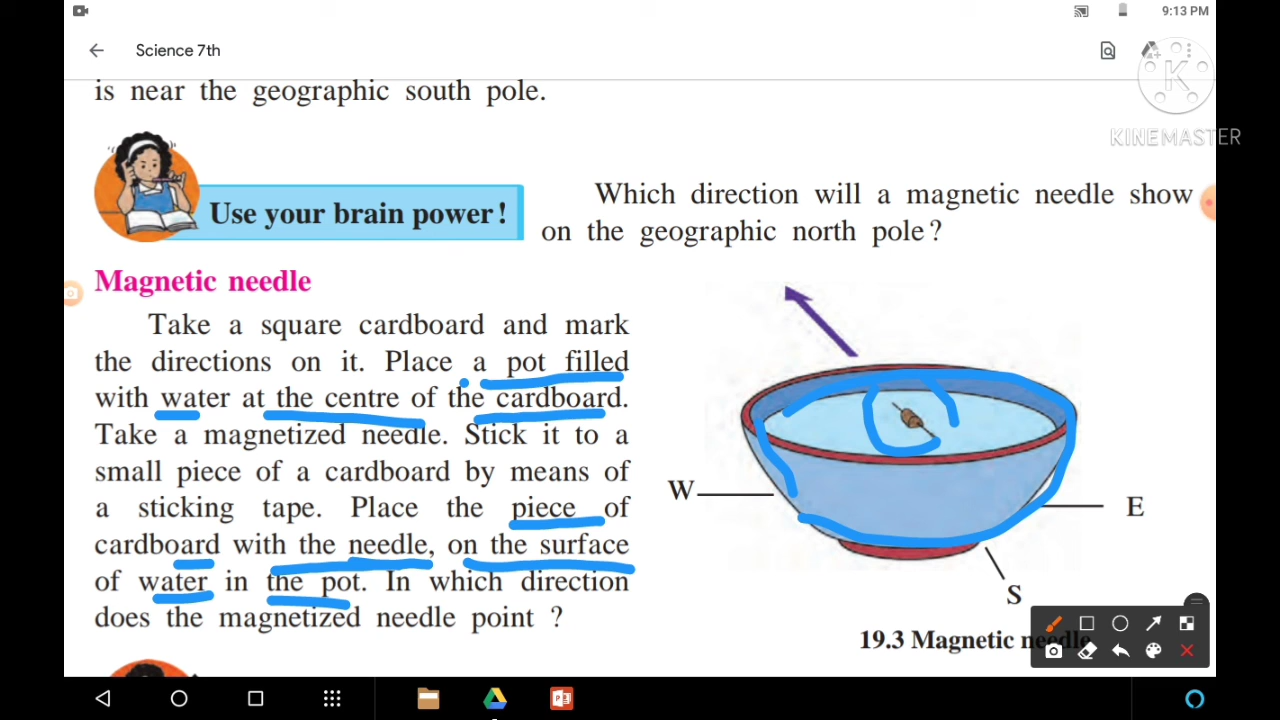 9:13 PM
Science 7th
K
KINEMASTER
is near the geographic south pole.
Use your brain power!
Which direction will a magnetic needle show
on the geographic north pole?
Magnetic needle
Take a square cardboard and mark
the directions on it. Place a pot filled
with water at the centre of the cardboard.
Take a magnetized needle. Stick it to a
small piece of a cardboard by means of
a sticking tape. Place the piece of
cardboard with the needle, on the surface
of water in the pot. In which direction
does the magnetized needle point ?
W
E
S
19.3 Magnetic needle